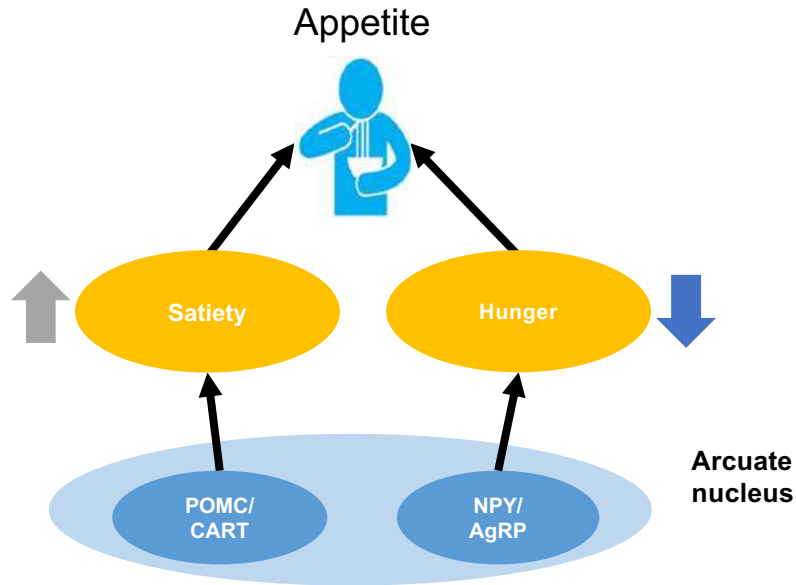 Appetite
Satiety
Hunger
POMC/
CART
NPY/
AgRP
Arcuate
nucleus